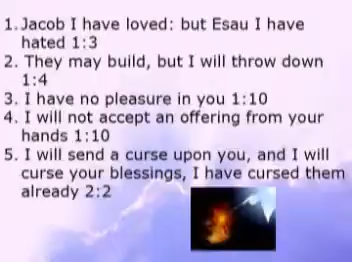 1. Jacob I have loved: but Esau I have
hated 1:3
2. They may build, but I will throw down
1:4
3. I have no pleasure in you 1:10
4. I will not accept an offering from your
hands 1:10
5. I will send a curse upon you, and I will
curse your blessings, I have cursed them
already 2:2